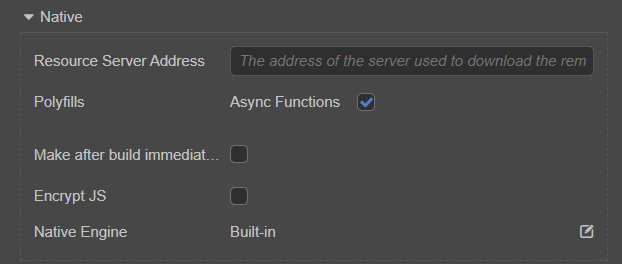 Native
Resource Server Address The address of the server used to download the rem
Polyfills Async Functions
Make after build immediat...
Encrypt JS
Native Engine Built-in